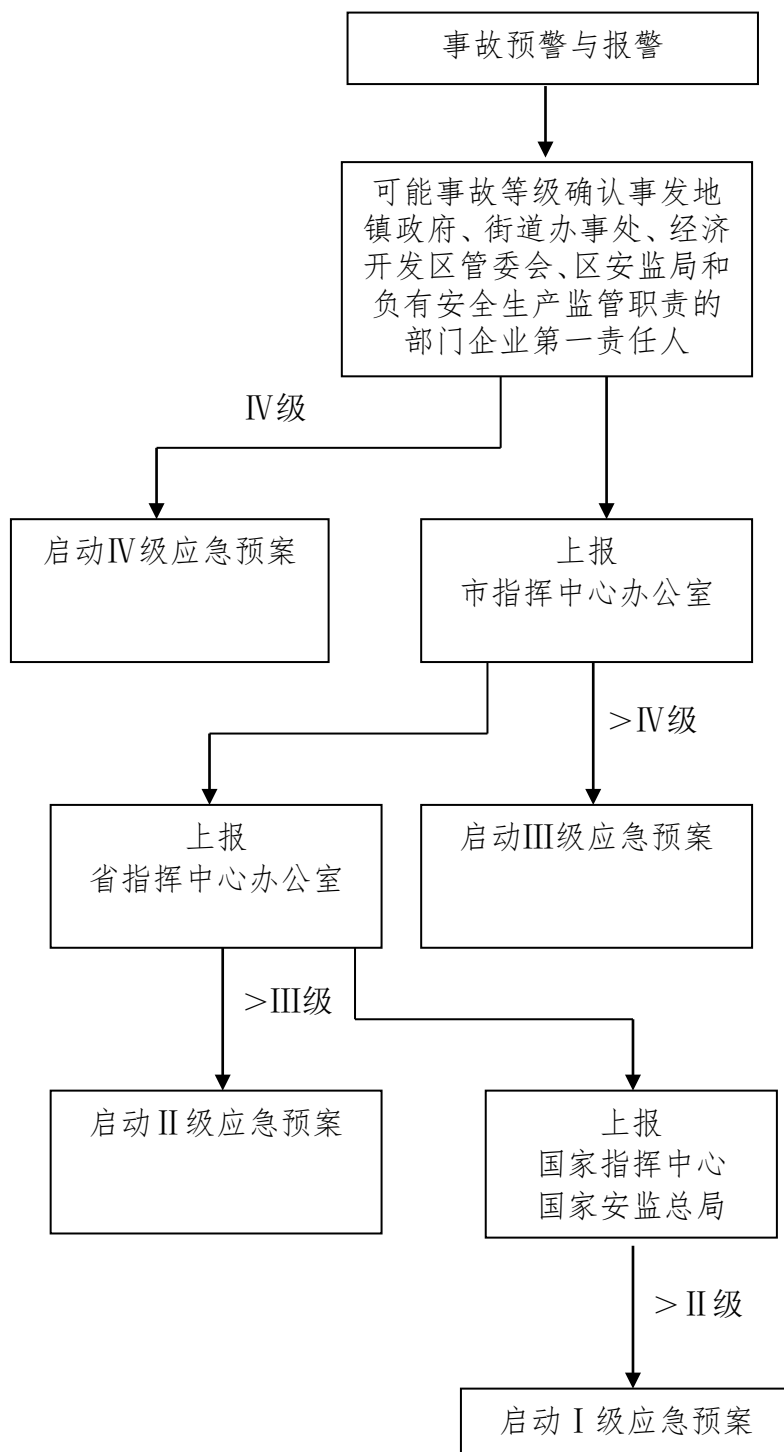 事故预警与报警
可能事故等级确认事发地
镇政府、街道办事处、经济
开发区管委会、区安监局和
负有安全生产监管职责的
部门企业第一责任人
Ⅳ级
启动Ⅳ级应急预案
上报
市指挥中心办公室
>Ⅳ级
上报
省指挥中心办公室
启动Ⅲ级应急预案
>Ⅲ级
启动Ⅱ级应急预案
上报
国家指挥中心
国家安监总局
>Ⅱ级
启动Ⅰ级应急预案